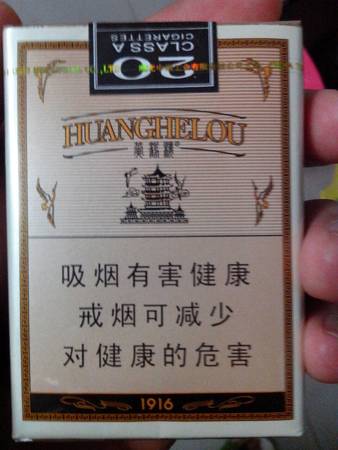 20
CLASS A
CIGARETTES
HUANGHELOU
黄鹤楼®
吸烟有害健康
戒烟可减少
对健康的危害
1916